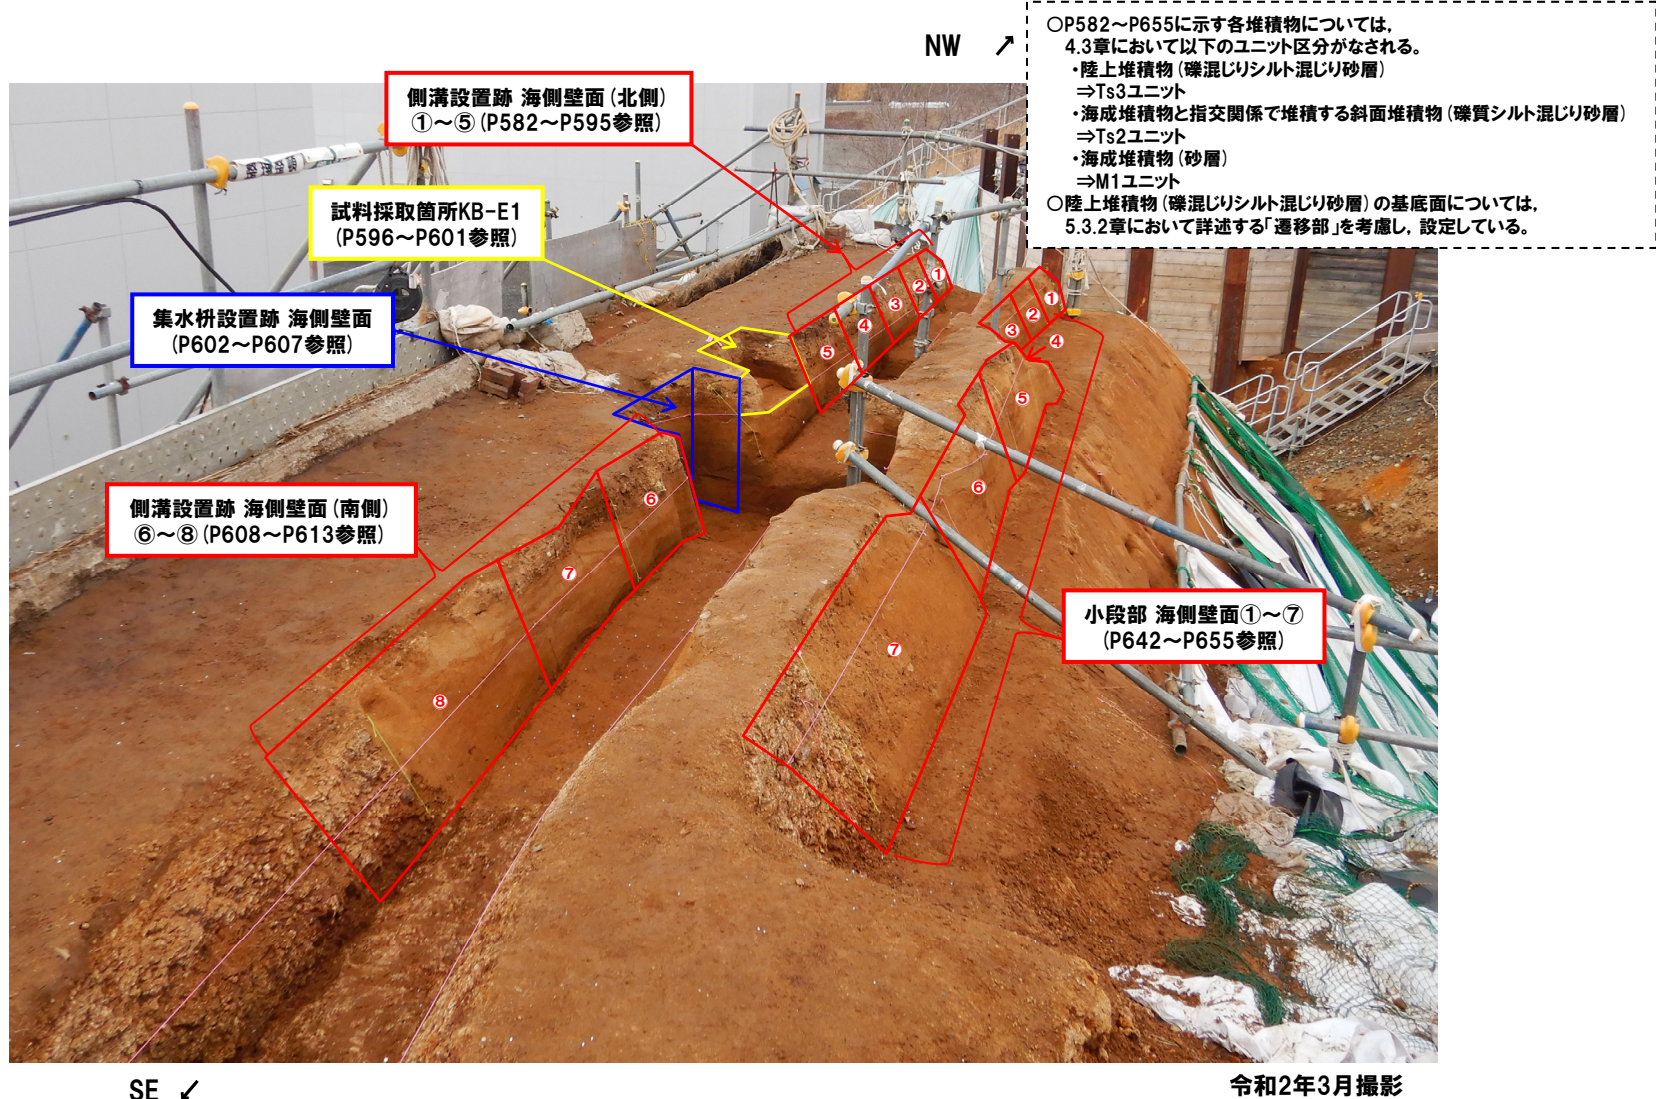 NW ↗
○P582～P655に示す各堆積物については,
4.3章において以下のユニット区分がなされる。
・陸上堆積物(礫混じりシルト混じり砂層)
⇒Ts3ユニット
・海成堆積物と指交関係で堆積する斜面堆積物(礫質シルト混じり砂層)
⇒Ts2ユニット
・海成堆積物(砂層)
⇒M1ユニット
○陸上堆積物(礫混じりシルト混じり砂層)の基底面については,
5.3.2章において詳述する「遷移部」を考慮し, 設定している。
側溝設置跡 海側壁面(北側)
①～⑤(P582～P595参照)
試料採取箇所KB-E1
(P596～P601参照)
集水枡設置跡 海側壁面
(P602～P607参照)
側溝設置跡 海側壁面(南側)
⑥～⑧(P608～P613参照)
小段部 海側壁面①～⑦
(P642～P655参照)
①
②
③
④
⑤
⑥
⑦
⑧
①
②
③
④
⑤
⑥
⑦
SE ↙
令和2年3月撮影